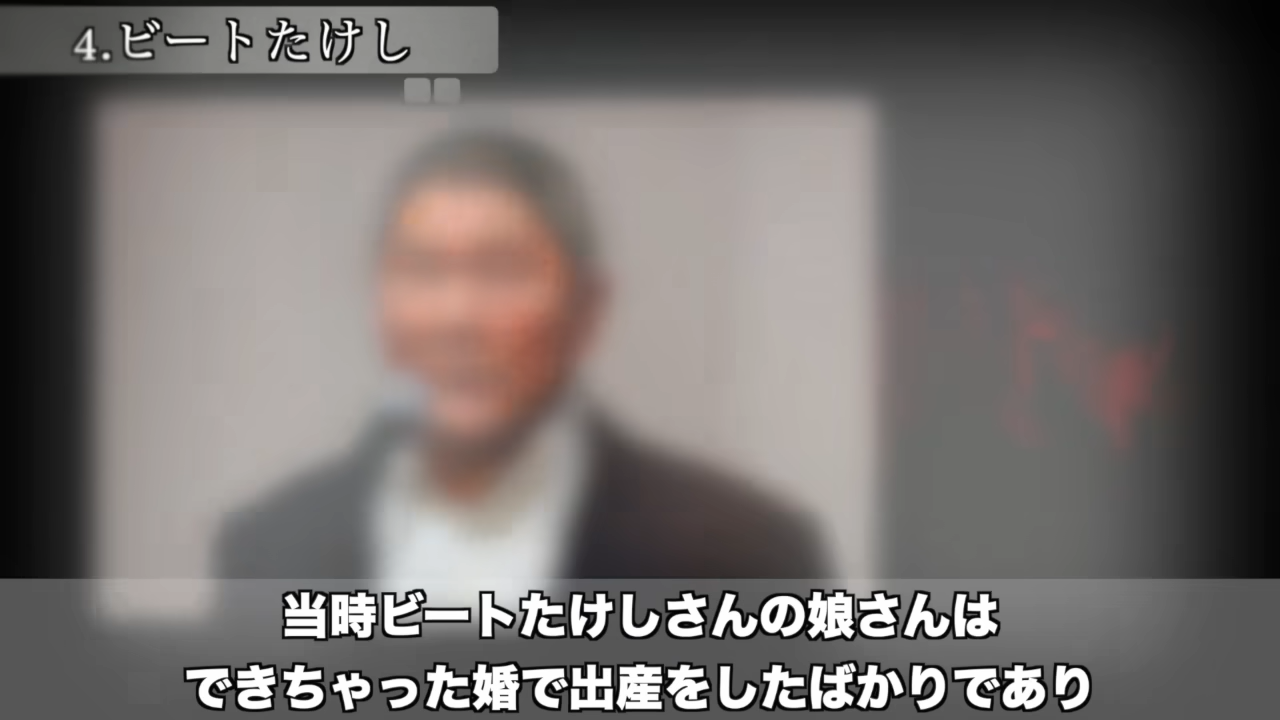 4.ビートたけし
当時ビートたけしさんの娘さんは
できちゃった婚で出産をしたばかりであり